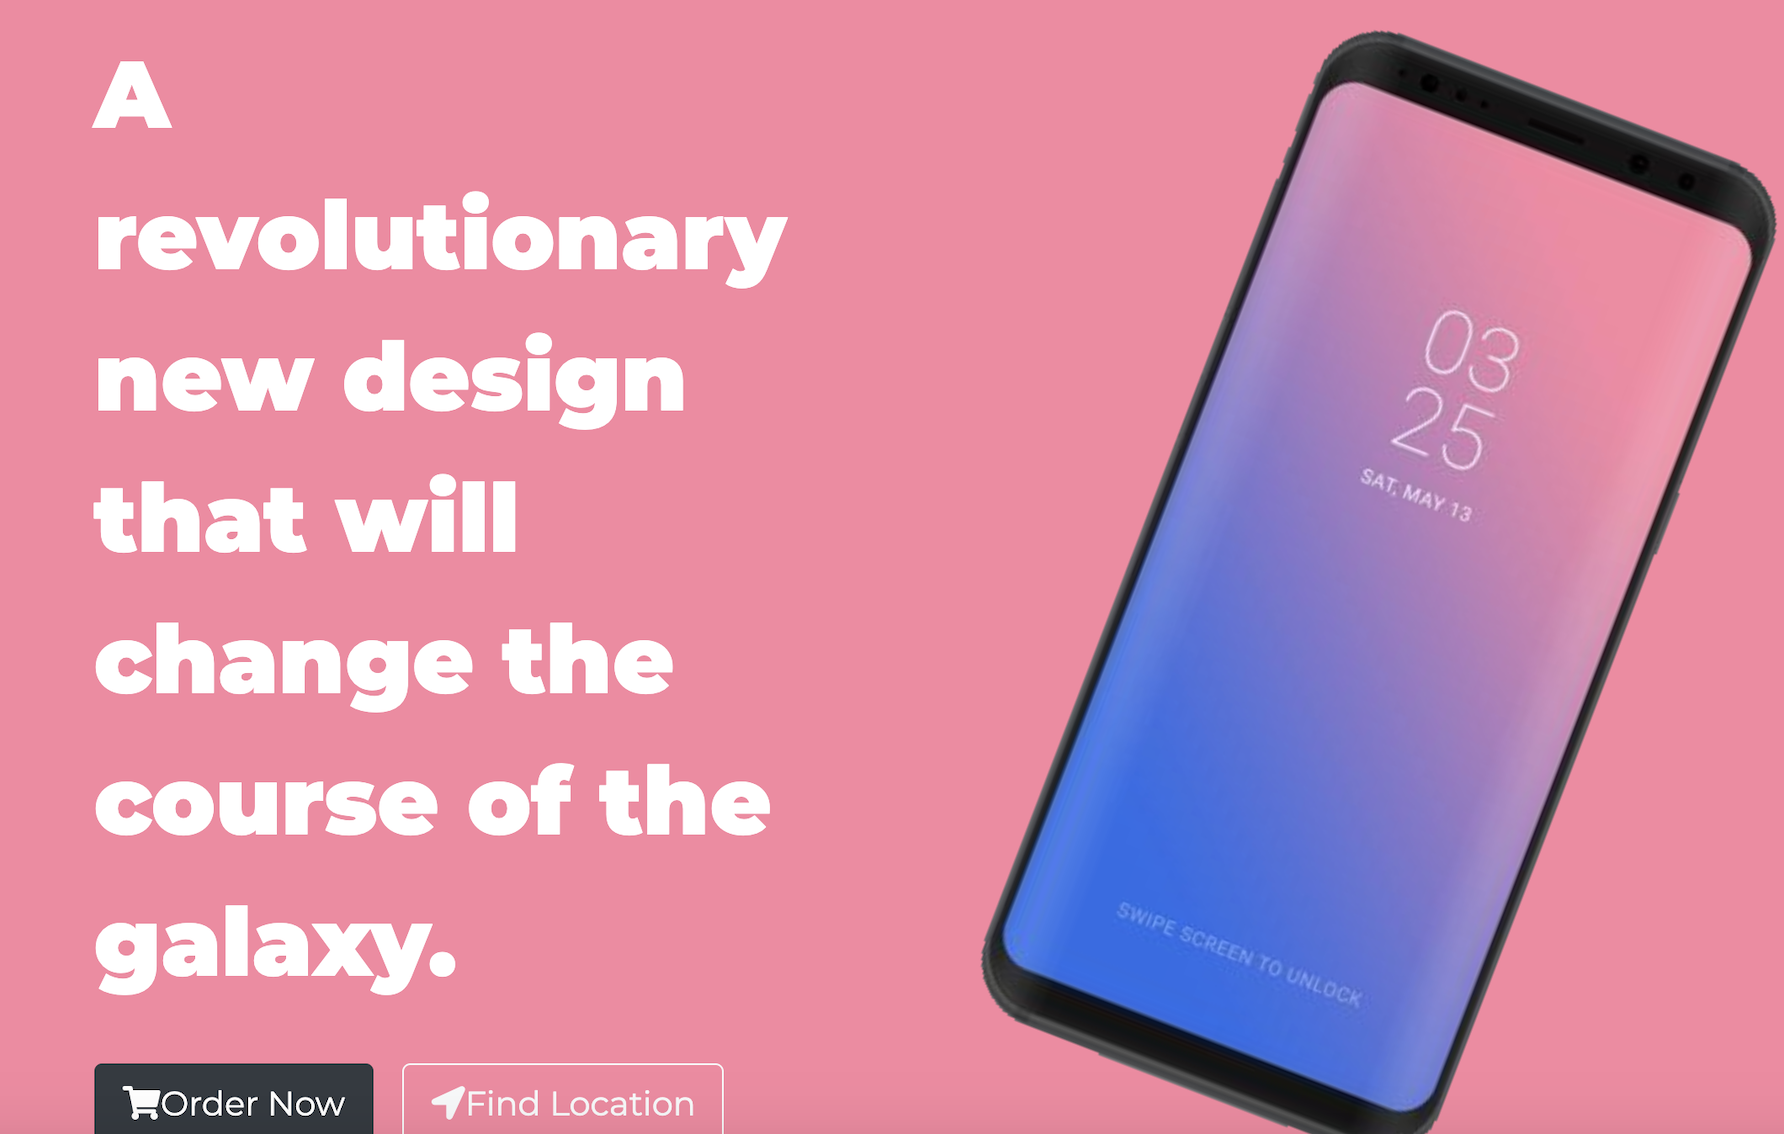 A
revolutionary
new design
that will
change the
course of the
galaxy.
Order Now
Find Location
03
25
SAT, MAY 13
SWIPE SCREEN TO UNLOCK